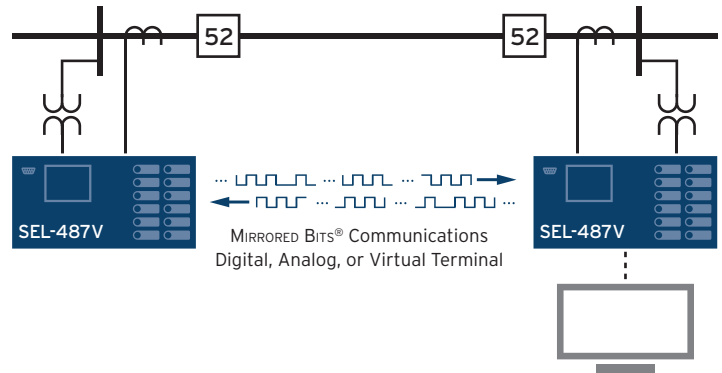 52
52
SEL-487V
SEL-487V
... ... ...
... ... ...
MIRRORED BITS® Communications
Digital, Analog, or Virtual Terminal